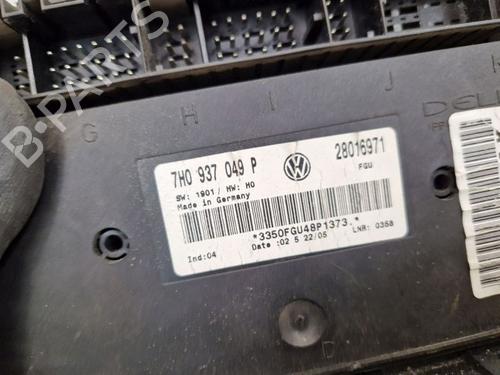 G H I J K
DEL
7H0 937 049 P
28016971
SW: 1901 / HW: H0
FGU
Made in Germany
*3350FGU48P1373.*
Date :02 5 22/05
LNR: 0358
Ind:04
D
B-PARTS